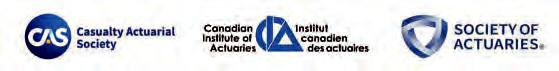 CAS
Casualty Actuarial
Society
Canadian
Institute of
Actuaries
Institut
canadien
des actuaires
SOCIETY OF
ACTUARIES®